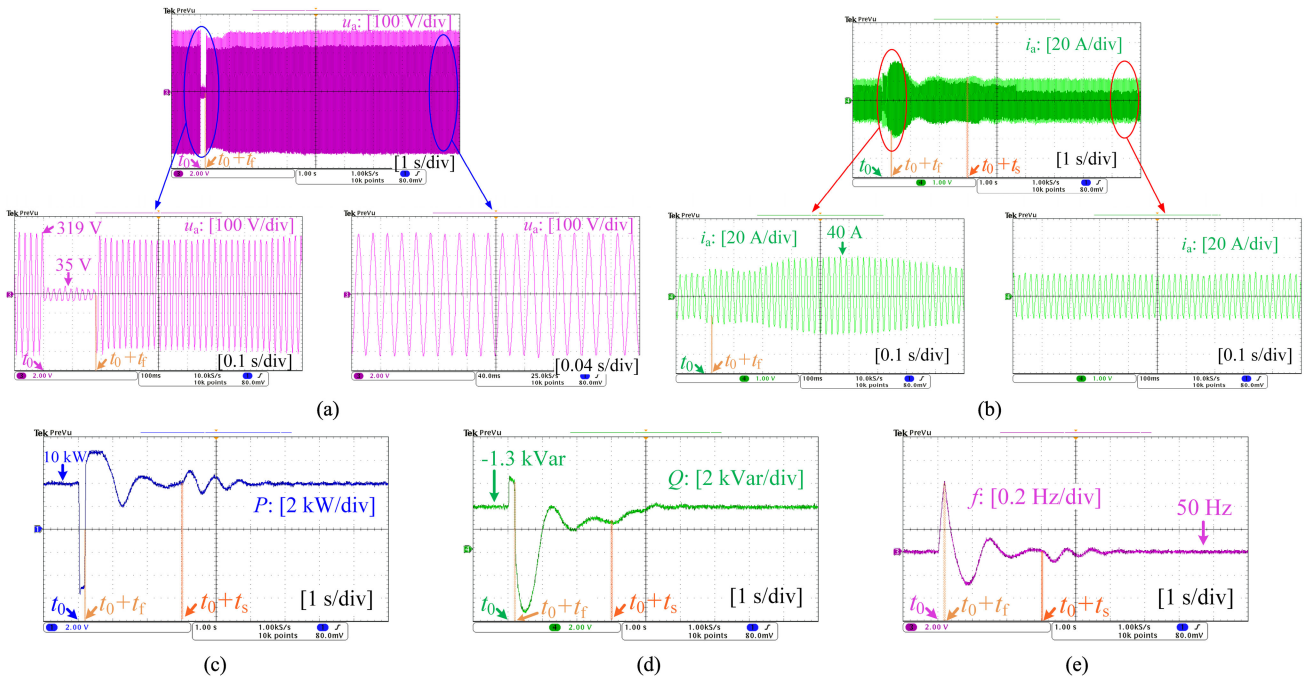 Tek PreVu
uₐ: [100 V/div]
t₀
t₀+t_f
[1 s/div]
2.00 V
1.00 s
1.00kS/s
10k points
80.0mV
Tek PreVu
iₐ: [20 A/div]
t₀
t₀+t_f
t₀+tₛ
[1 s/div]
1.00 V
1.00 s
1.00kS/s
10k points
80.0mV
Tek PreVu
319 V
uₐ: [100 V/div]
35 V
t₀
t₀+t_f
[0.1 s/div]
2.00 V
100ms
10.0kS/s
10k points
80.0mV
Tek PreVu
uₐ: [100 V/div]
[0.04 s/div]
2.00 V
40.0ms
25.0kS/s
10k points
80.0mV
Tek PreVu
iₐ: [20 A/div]
40 A
t₀
t₀+t_f
[0.1 s/div]
1.00 V
100ms
10.0kS/s
10k points
80.0mV
Tek PreVu
iₐ: [20 A/div]
[0.1 s/div]
1.00 V
100ms
10.0kS/s
10k points
80.0mV
(a)
(b)
Tek PreVu
10 kW
P: [2 kW/div]
t₀
t₀+t_f
t₀+tₛ
[1 s/div]
2.00 V
1.00 s
1.00kS/s
10k points
80.0mV
Tek PreVu
-1.3 kVar
Q: [2 kVar/div]
t₀
t₀+t_f
t₀+tₛ
[1 s/div]
2.00 V
1.00 s
1.00kS/s
10k points
80.0mV
Tek PreVu
f: [0.2 Hz/div]
50 Hz
t₀
t₀+t_f
t₀+tₛ
[1 s/div]
2.00 V
1.00 s
1.00kS/s
10k points
80.0mV
(c)
(d)
(e)